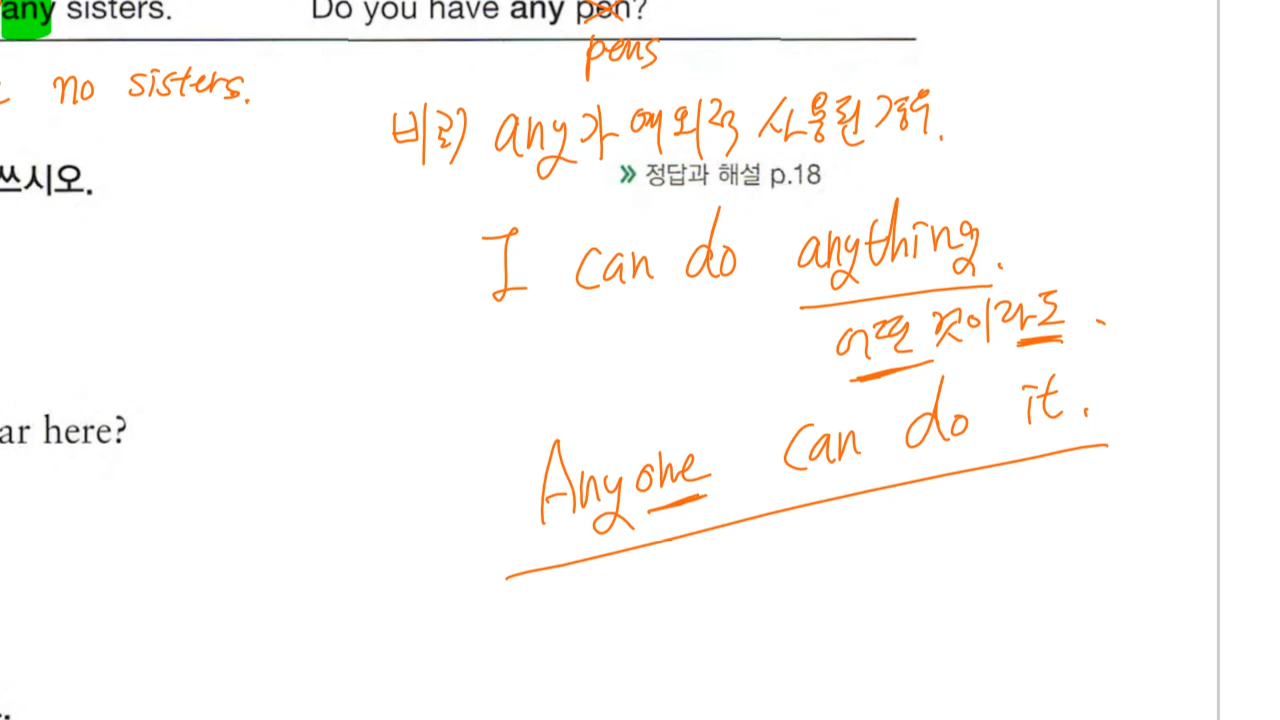 any sisters. Do you have any pen?
pens
no sisters.
비고) any가 예외적 사용된 경우.
쓰시오.
» 정답과 해설 p.18
I can do anything.
어떤 것이라도.
ar here?
Anyone can do it.